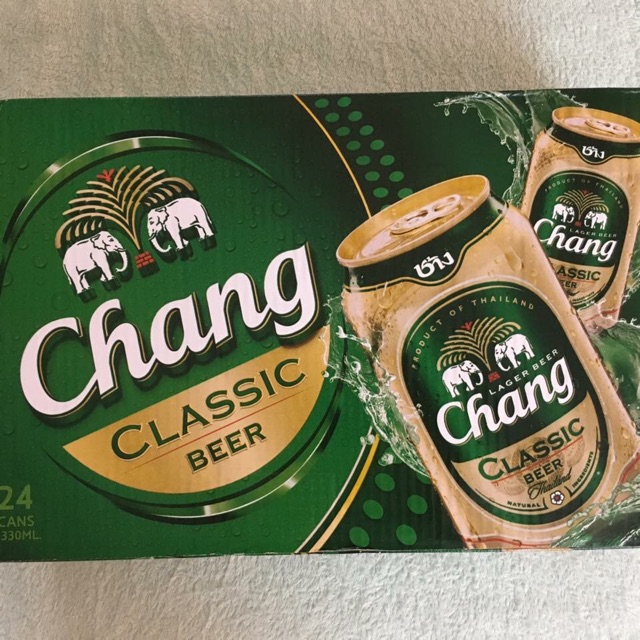 Chang
CLASSIC
BEER
24
CANS
330ML.
ช้าง
PRODUCT OF THAILAND
LAGER BEER
Chang
CLASSIC
BEER
Thailand
NATURAL INGREDIENTS
ช้าง
PRODUCT OF THAILAND
LAGER BEER
Chang
CLASSIC
BEER